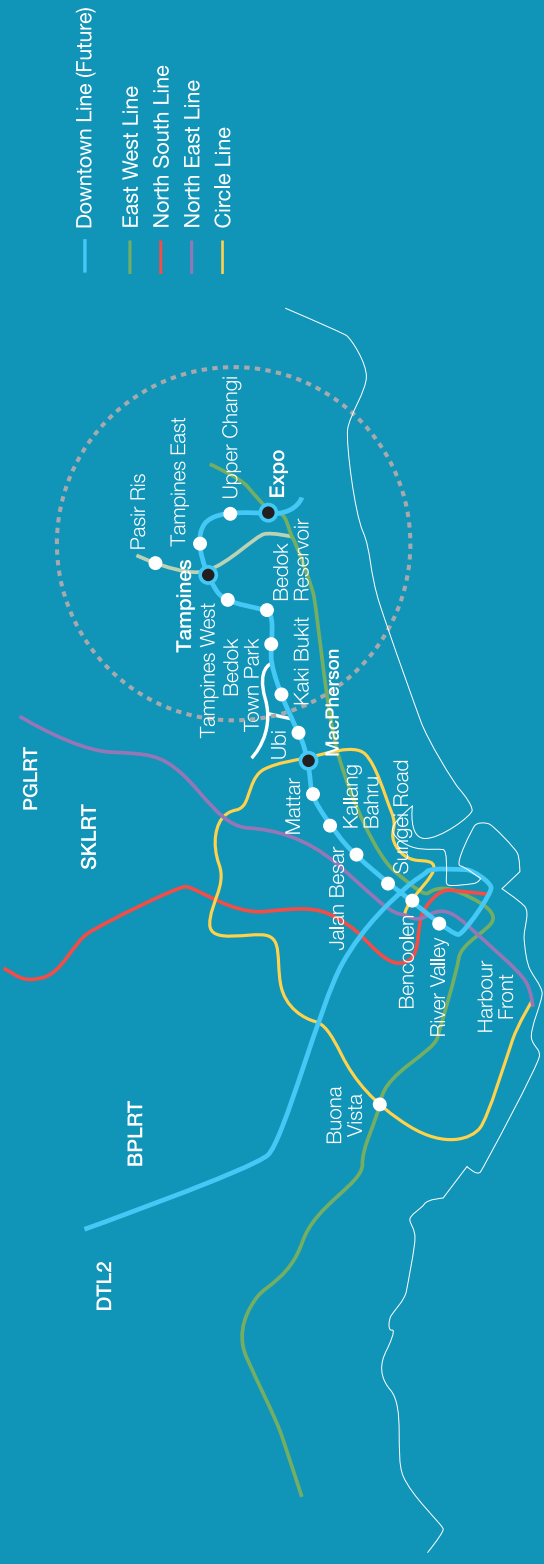 Downtown Line (Future)
East West Line
North South Line
North East Line
Circle Line
PGLRT
SKLRT
BPLRT
DTL2
Pasir Ris
Tampines East
Upper Changi
Expo
Tampines
Tampines West
Bedok
Reservoir
Bedok
Town Park
Kaki Bukit
Ubi
MacPherson
Mattar
Kallang
Bahru
Sungei Road
Jalan Besar
Bencoolen
River Valley
Harbour
Front
Buona
Vista